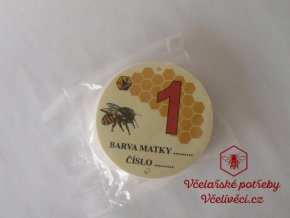 1
BARVA MATKY .........
ČÍSLO .........
Včelařské potřeby
Včelívěci.cz